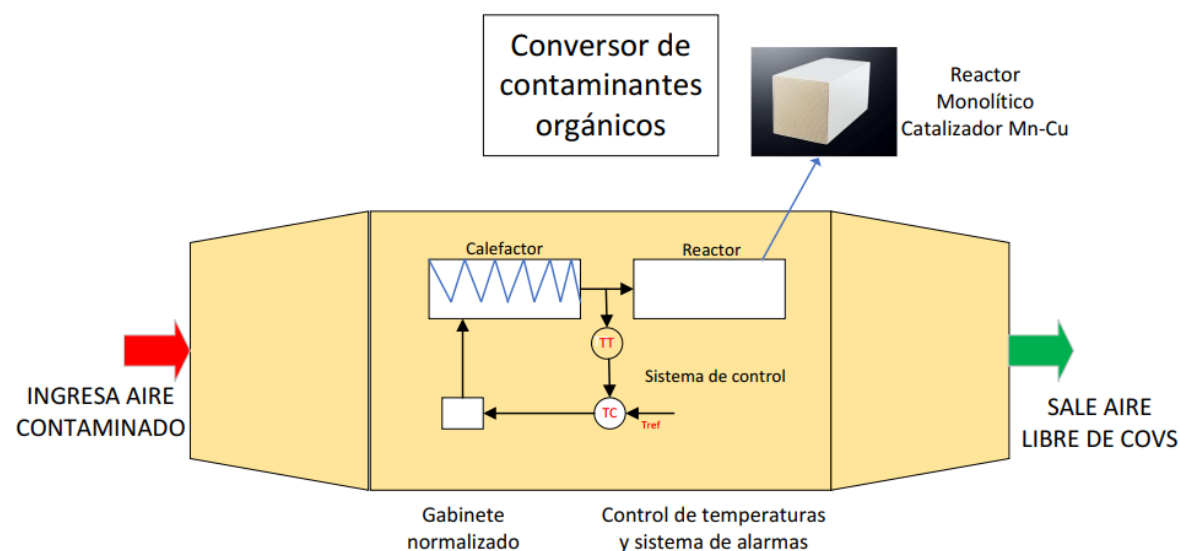 Conversor de
contaminantes
orgánicos
Reactor
Monolítico
Catalizador Mn-Cu
Calefactor
Reactor
TT
Sistema de control
TC
Tref
INGRESA AIRE
CONTAMINADO
SALE AIRE
LIBRE DE COVS
Gabinete
normalizado
Control de temperaturas
y sistema de alarmas